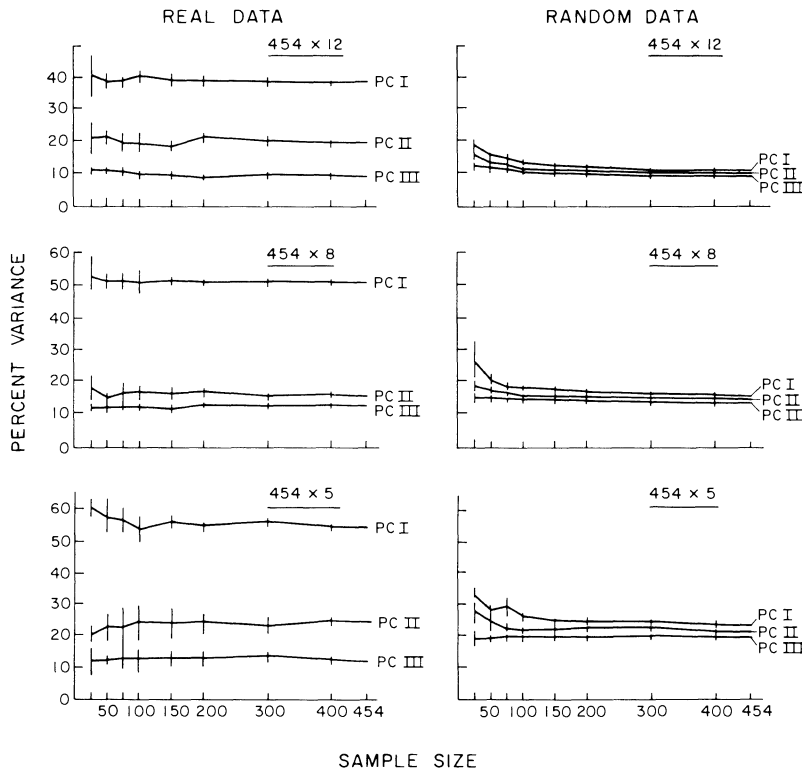 REAL DATA
RANDOM DATA
454 × 12
40
30
20
10
0
PC I
PC II
PC III
454 × 12
PC I
PC II
PC III
PERCENT VARIANCE
454 × 8
60
50
40
30
20
10
0
PC I
PC II
PC III
454 × 8
PC I
PC II
PC III
454 × 5
60
50
40
30
20
10
0
PC I
PC II
PC III
50 100 150 200 300 400 454
454 × 5
PC I
PC II
PC III
50 100 150 200 300 400 454
SAMPLE SIZE